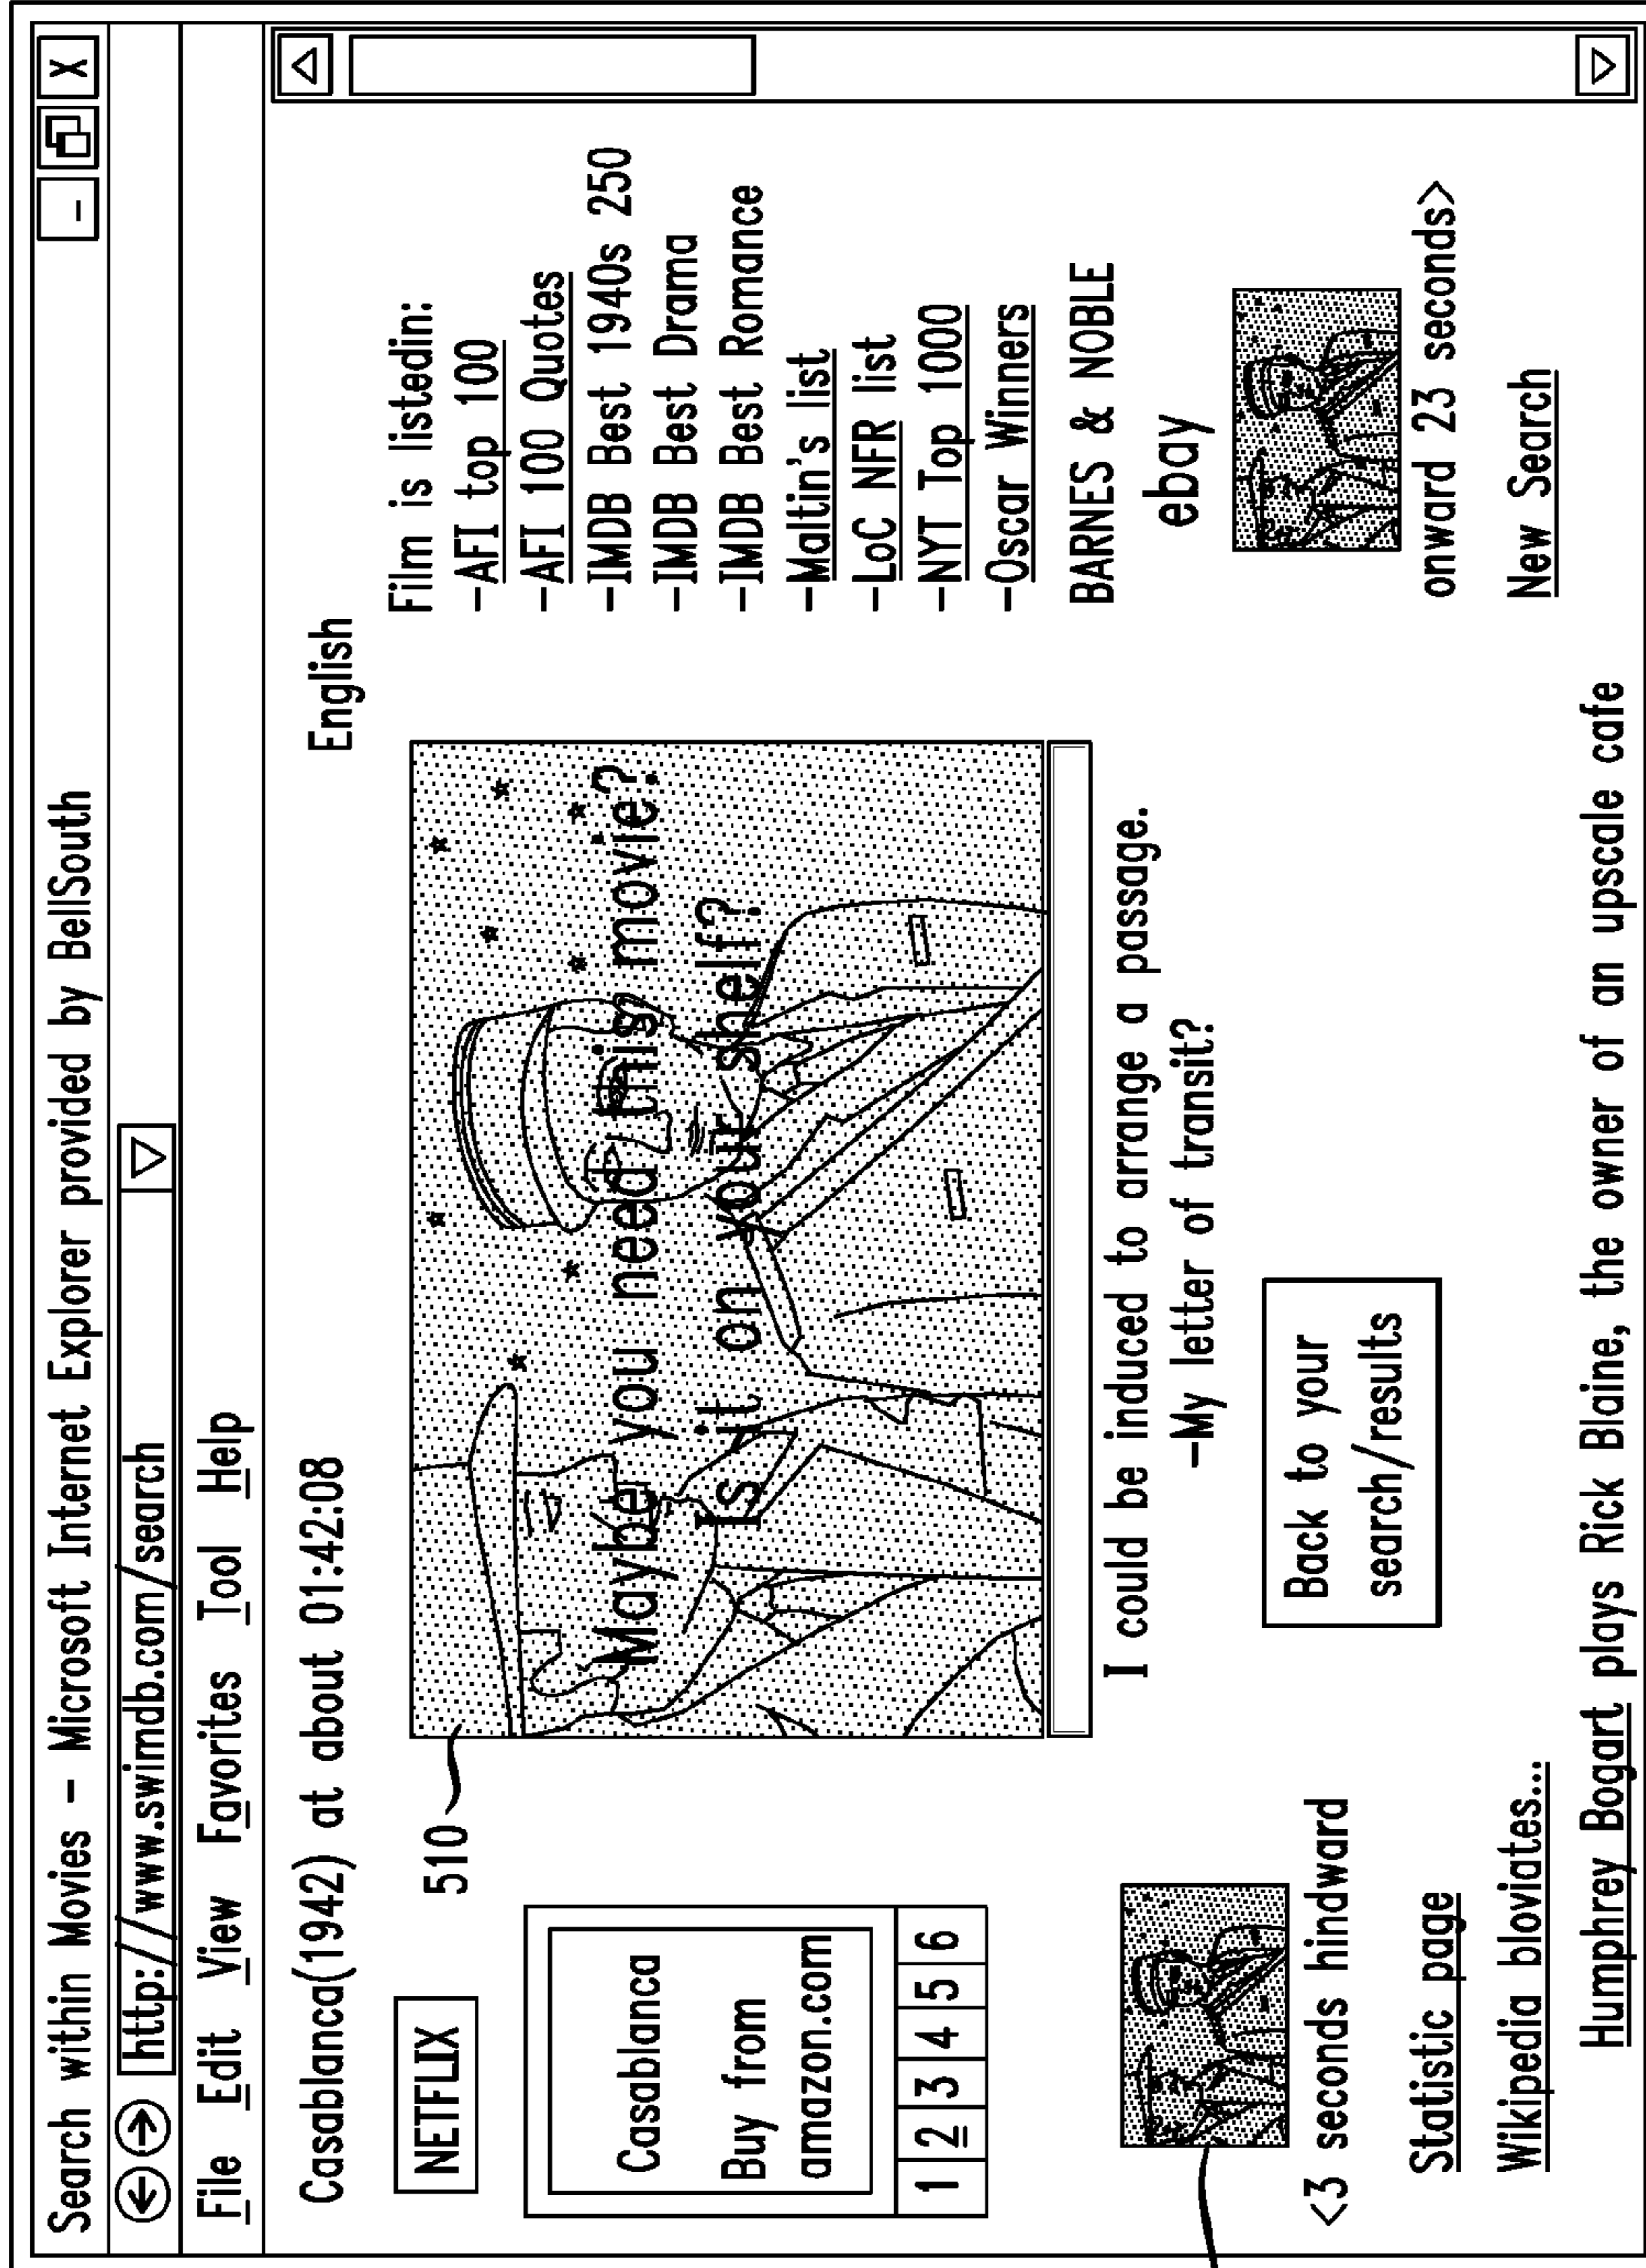 Search within Movies - Microsoft Internet Explorer provided by BellSouth
- X
http://www.swimdb.com/search
File Edit View Favorites Tool Help
Casablanca(1942) at about 01:42:08
English
510
NETFLIX
Casablanca
Buy from
amazon.com
1 2 3 4 5 6
Maybe you need this movie?
Is it on your shelf?
I could be induced to arrange a passage.
-My letter of transit?
Film is listedin:
-AFI top 100
-AFI 100 Quotes
-IMDB Best 1940s 250
-IMDB Best Drama
-IMDB Best Romance
-Maltin's list
-LoC NFR list
-NYT Top 1000
-Oscar Winners
BARNES & NOBLE
ebay
<3 seconds hindward
Back to your
search/results
onward 23 seconds>
Statistic page
New Search
Wikipedia bloviates...
Humphrey Bogart plays Rick Blaine, the owner of an upscale cafe